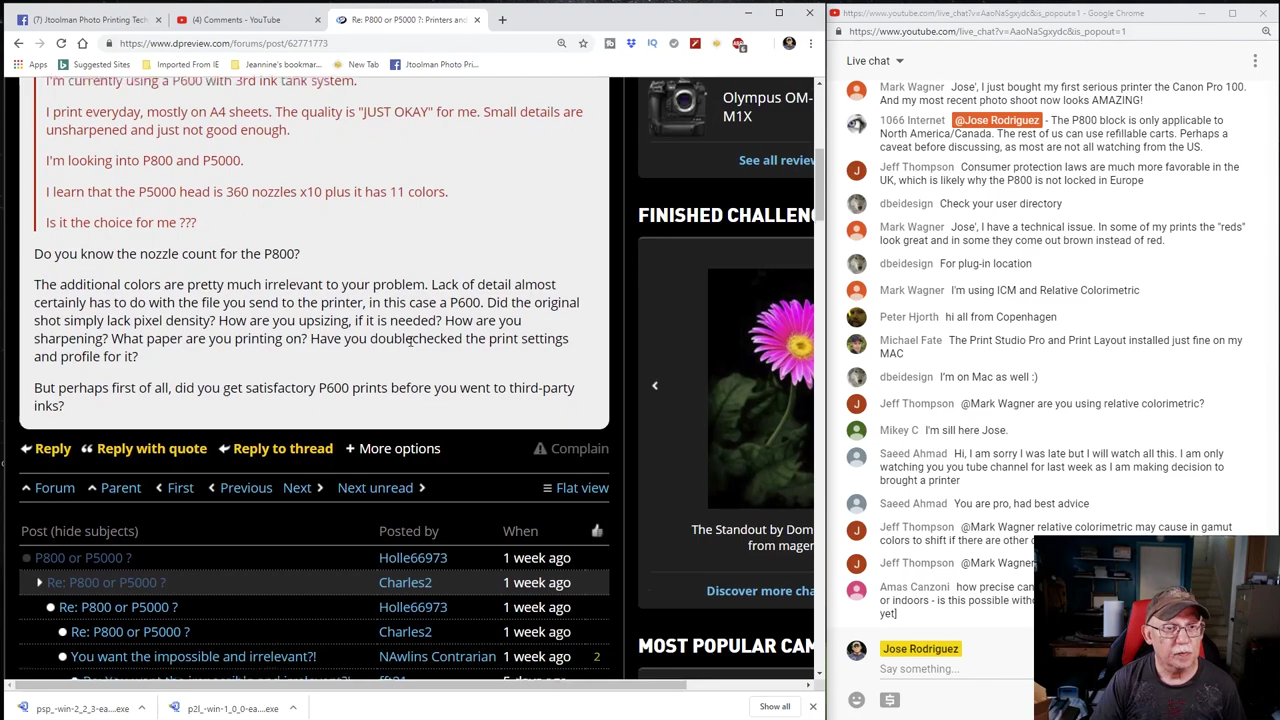 (7) Jtoolman Photo Printing Tech
(4) Comments - YouTube
Re: P800 or P5000 ?: Printers and
https://www.dpreview.com/forums/post/62771773
Apps
Suggested Sites
Imported From IE
Jeannine's bookmark
New Tab
Jtoolman Photo Pri...
I'm currently using a P600 with 3rd ink tank system.
I print everyday, mostly on A4 sheets. The quality is "JUST OKAY" for me. Small details are
unsharpened and just not good enough.
I'm looking into P800 and P5000.
I learn that the P5000 head is 360 nozzles x10 plus it has 11 colors.
Is it the choice for me ???
Do you know the nozzle count for the P800?
The additional colors are pretty much irrelevant to your problem. Lack of detail almost
certainly has to do with the file you send to the printer, in this case a P600. Did the original
shot simply lack pixel density? How are you upsizing, if it is needed? How are you
sharpening? What paper are you printing on? Have you doublechecked the print settings
and profile for it?
But perhaps first of all, did you get satisfactory P600 prints before you went to third-party
inks?
Reply
Reply with quote
Reply to thread
More options
Complain
Forum
Parent
First
Previous
Next
Next unread
Flat view
Post (hide subjects)
Posted by
When
P800 or P5000 ?
Holle66973
1 week ago
Re: P800 or P5000 ?
Charles2
1 week ago
Re: P800 or P5000 ?
Holle66973
1 week ago
Re: P800 or P5000 ?
Charles2
1 week ago
You want the impossible and irrelevant?!
NAwlins Contrarian
2
1 week ago
Olympus OM-
M1X
See all revie
FINISHED CHALLEN
The Standout by Dom
from mager
Discover more cha
MOST POPULAR CAM
psp_-win-2_2_3-ea....exe
p2l_-win-1_0_0-ea....exe
Show all
https://www.youtube.com/live_chat?v=AaoNaSgxydc&is_popout=1 - Google Chrome
https://www.youtube.com/live_chat?v=AaoNaSgxydc&is_popout=1
Live chat
Mark Wagner Jose', I just bought my first serious printer the Canon Pro 100.
And my most recent photo shoot now looks AMAZING!
1066 Internet @Jose Rodriguez - The P800 block is only applicable to
North America/Canada. The rest of us can use refillable carts. Perhaps a
caveat before discussing, as most are not all watching from the US.
Jeff Thompson Consumer protection laws are much more favorable in the
UK, which is likely why the P800 is not locked in Europe
dbeidesign Check your user directory
Mark Wagner Jose', I have a technical issue. In some of my prints the "reds"
look great and in some they come out brown instead of red.
dbeidesign For plug-in location
Mark Wagner I'm using ICM and Relative Colorimetric
Peter Hjorth hi all from Copenhagen
Michael Fate The Print Studio Pro and Print Layout installed just fine on my
MAC
dbeidesign I'm on Mac as well :)
Jeff Thompson @Mark Wagner are you using relative colorimetric?
Mikey C I'm sill here Jose.
Saeed Ahmad Hi, I am sorry I was late but I will watch all this. I am only
watching you you tube channel for last week as I am making decision to
brought a printer
Saeed Ahmad You are pro, had best advice
Jeff Thompson @Mark Wagner relative colorimetric may cause in gamut
colors to shift if there are other
Jeff Thompson @Mark Wagner
Amas Canzoni how precise can
or indoors - is this possible witho
yet]
Jose Rodriguez
Say something...